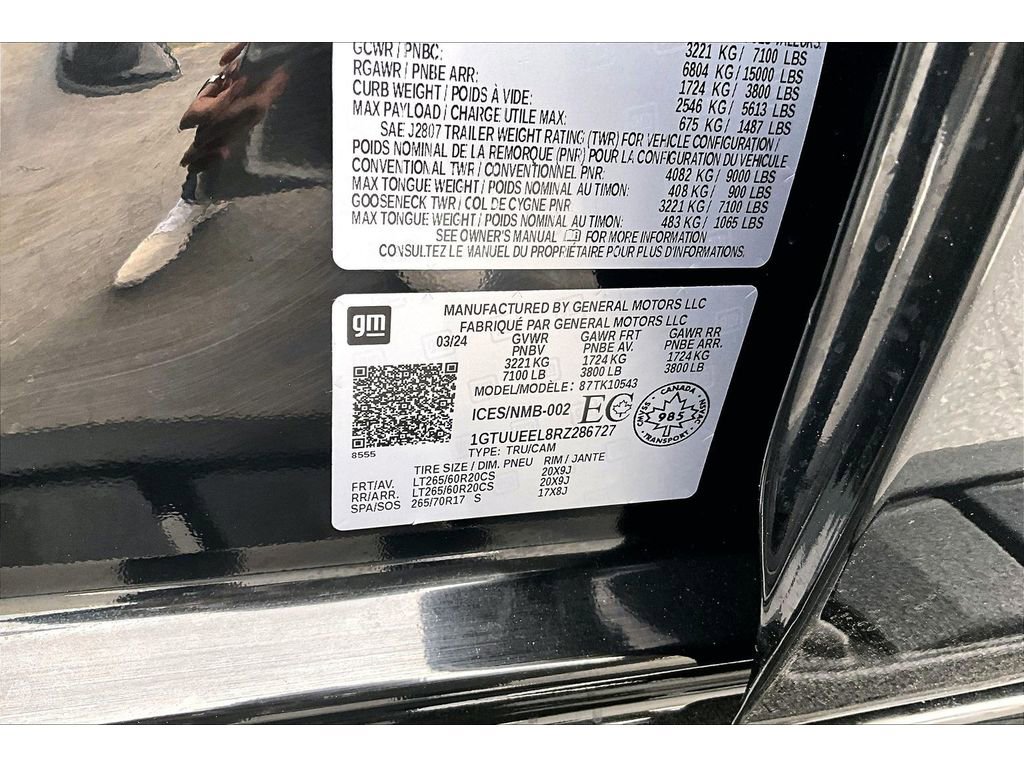 VALEURS.
3221 KG / 7100 LBS
GCWR / PNBC: 6804 KG / 15000 LBS
RGAWR / PNBE ARR: 1724 KG / 3800 LBS
CURB WEIGHT / POIDS À VIDE: 2546 KG / 5613 LBS
MAX PAYLOAD / CHARGE UTILE MAX: 675 KG / 1487 LBS
SAE J2807 TRAILER WEIGHT RATING (TWR) FOR VEHICLE CONFIGURATION /
POIDS NOMINAL DE LA REMORQUE (PNR) POUR LA CONFIGURATION DU VÉHICULE
CONVENTIONAL TWR / CONVENTIONNEL PNR: 4082 KG / 9000 LBS
MAX TONGUE WEIGHT / POIDS NOMINAL AU TIMON: 408 KG / 900 LBS
GOOSENECK TWR / COL DE CYGNE PNR 3221 KG / 7100 LBS
MAX TONGUE WEIGHT / POIDS NOMINAL AU TIMON: 483 KG / 1065 LBS
SEE OWNER'S MANUAL FOR MORE INFORMATION
CONSULTEZ LE MANUEL DU PROPRIÉTAIRE POUR PLUS D'INFORMATIONS.
gm
MANUFACTURED BY GENERAL MOTORS LLC
FABRIQUÉ PAR GENERAL MOTORS LLC
03/24 GVWR GAWR FRT GAWR RR
PNBV PNBE AV. PNBE ARR.
3221 KG 1724 KG 1724 KG
7100 LB 3800 LB 3800 LB
MODEL/MODÈLE: 87TK10543
ICES/NMB-002 EC
CANADA
985
TRANSPORT
1GTUUEEL8RZ286727
8555 TYPE: TRU/CAM
TIRE SIZE / DIM. PNEU RIM / JANTE
FRT/AV. LT265/60R20CS 20X9J
RR/ARR. LT265/60R20CS 20X9J
SPA/SOS 265/70R17 S 17X8J